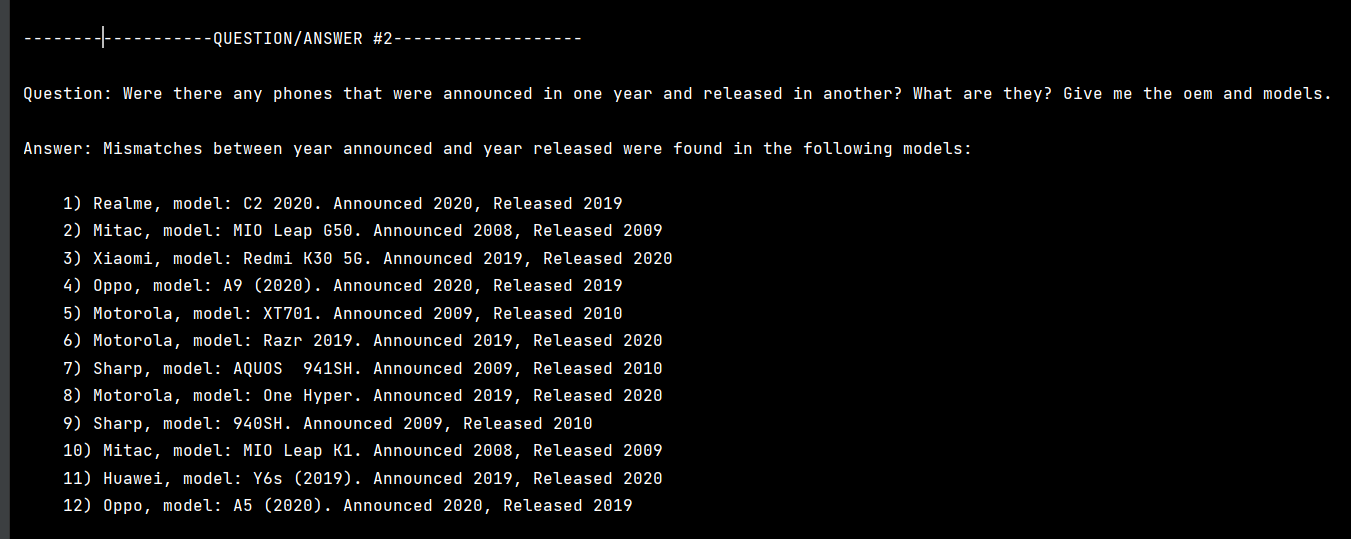 --------|-----------QUESTION/ANSWER #2-------------------
Question: Were there any phones that were announced in one year and released in another? What are they? Give me the oem and models.
Answer: Mismatches between year announced and year released were found in the following models:
1) Realme, model: C2 2020. Announced 2020, Released 2019
2) Mitac, model: MIO Leap G50. Announced 2008, Released 2009
3) Xiaomi, model: Redmi K30 5G. Announced 2019, Released 2020
4) Oppo, model: A9 (2020). Announced 2020, Released 2019
5) Motorola, model: XT701. Announced 2009, Released 2010
6) Motorola, model: Razr 2019. Announced 2019, Released 2020
7) Sharp, model: AQUOS  941SH. Announced 2009, Released 2010
8) Motorola, model: One Hyper. Announced 2019, Released 2020
9) Sharp, model: 940SH. Announced 2009, Released 2010
10) Mitac, model: MIO Leap K1. Announced 2008, Released 2009
11) Huawei, model: Y6s (2019). Announced 2019, Released 2020
12) Oppo, model: A5 (2020). Announced 2020, Released 2019